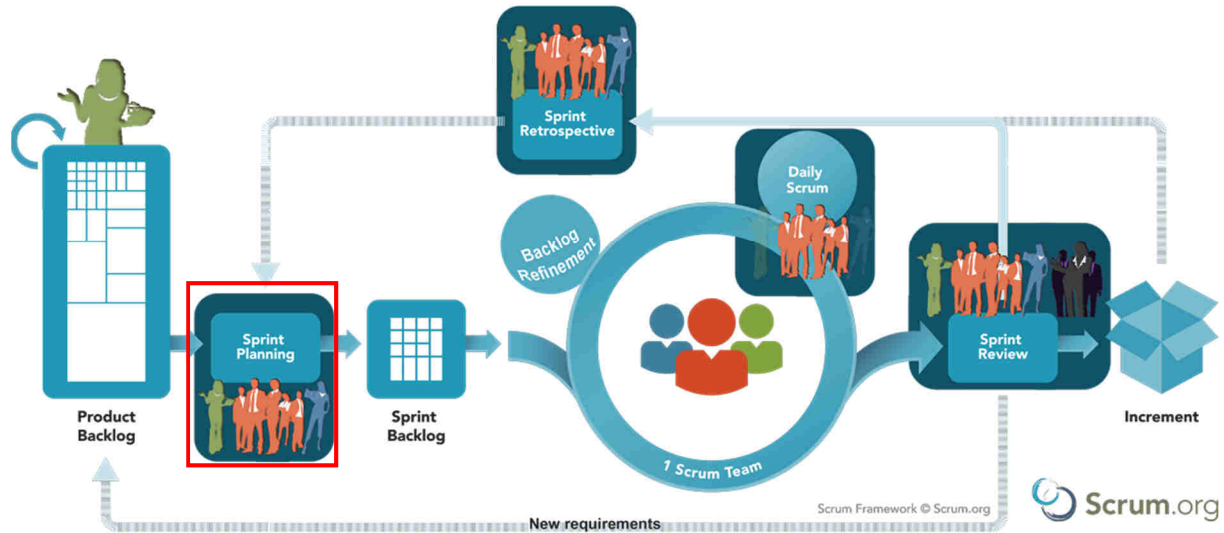 Sprint
Retrospective
Daily
Scrum
Backlog
Refinement
Sprint
Planning
Sprint
Review
Product
Backlog
Sprint
Backlog
Increment
1 Scrum Team
Scrum Framework © Scrum.org
Scrum.org
New requirements